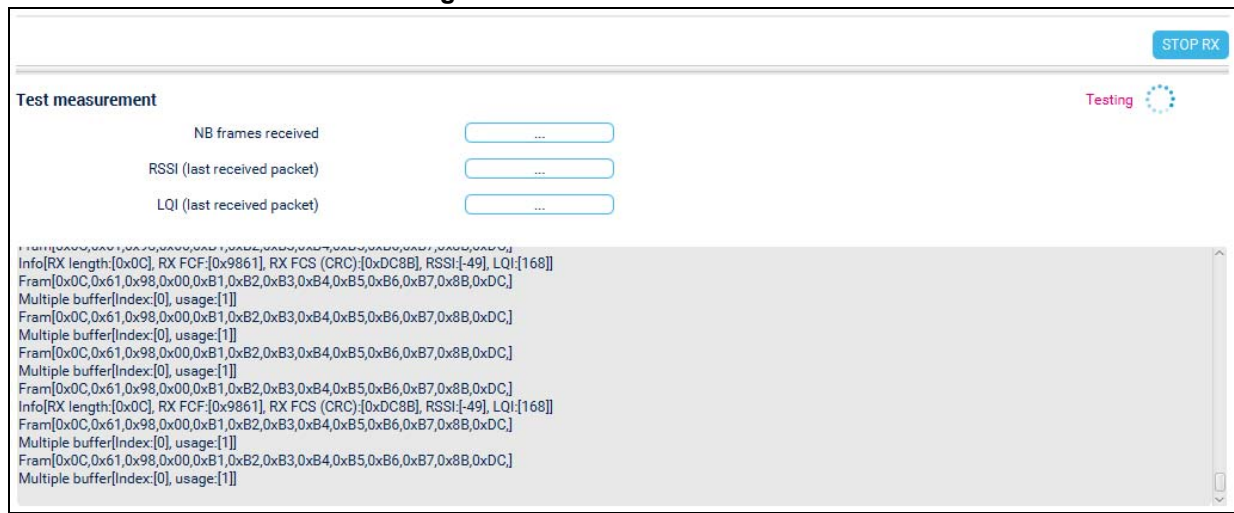 STOP RX
Test measurement
Testing
NB frames received
...
RSSI (last received packet)
...
LQI (last received packet)
...
Info[RX length:[0x0C], RX FCF:[0x9861], RX FCS (CRC):[0xDC8B], RSSI:[-49], LQI:[168]]
Fram[0x0C,0x61,0x98,0x00,0xB1,0xB2,0xB3,0xB4,0xB5,0xB6,0xB7,0x8B,0xDC,]
Multiple buffer[Index:[0], usage:[1]]
Fram[0x0C,0x61,0x98,0x00,0xB1,0xB2,0xB3,0xB4,0xB5,0xB6,0xB7,0x8B,0xDC,]
Multiple buffer[Index:[0], usage:[1]]
Fram[0x0C,0x61,0x98,0x00,0xB1,0xB2,0xB3,0xB4,0xB5,0xB6,0xB7,0x8B,0xDC,]
Multiple buffer[Index:[0], usage:[1]]
Fram[0x0C,0x61,0x98,0x00,0xB1,0xB2,0xB3,0xB4,0xB5,0xB6,0xB7,0x8B,0xDC,]
Info[RX length:[0x0C], RX FCF:[0x9861], RX FCS (CRC):[0xDC8B], RSSI:[-49], LQI:[168]]
Fram[0x0C,0x61,0x98,0x00,0xB1,0xB2,0xB3,0xB4,0xB5,0xB6,0xB7,0x8B,0xDC,]
Multiple buffer[Index:[0], usage:[1]]
Fram[0x0C,0x61,0x98,0x00,0xB1,0xB2,0xB3,0xB4,0xB5,0xB6,0xB7,0x8B,0xDC,]
Multiple buffer[Index:[0], usage:[1]]